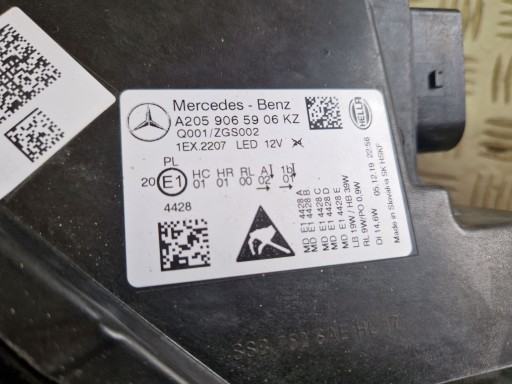 Mercedes - Benz
A205 906 59 06 KZ
Q001/ZGS002
1EX.2207 LED 12V
HELLA
PL
20 E1 HC HR RL A 1b
01 01 00 02 01
4428
MD E1 4428 A
MD E1 4428 B
MD E1 4428 C
MD E1 4428 D
MD E1 4428 E
LB 19W / HB 39W
RL 9W/PO 0,9W
DI 14,6W 05.12.19 22:56
Made in Slovakia SK HSKF